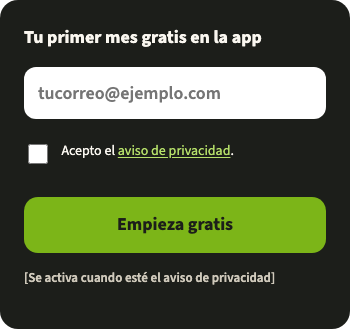 Tu primer mes gratis en la app
tucorreo@ejemplo.com
Acepto el aviso de privacidad.
Empieza gratis
[Se activa cuando esté el aviso de privacidad]